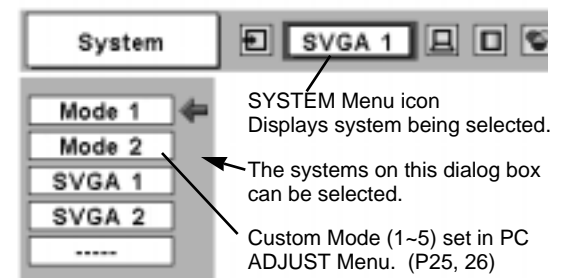 System
SVGA 1
Mode 1
Mode 2
SVGA 1
SVGA 2
-----
SYSTEM Menu icon
Displays system being selected.
The systems on this dialog box
can be selected.
Custom Mode (1~5) set in PC
ADJUST Menu. (P25, 26)